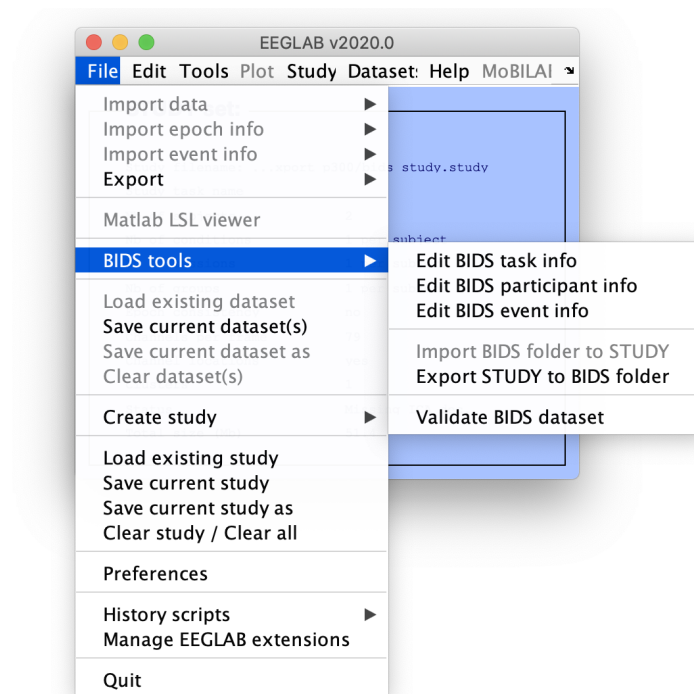 EEGLAB v2020.0
File Edit Tools Plot Study Datasets Help MoBILAI
Import data
Import epoch info
Import event info
Export
s study.study
Matlab LSL viewer
subject
BIDS tools
Edit BIDS task info
Edit BIDS participant info
Edit BIDS event info
Load existing dataset
Save current dataset(s)
Save current dataset as
Clear dataset(s)
Import BIDS folder to STUDY
Export STUDY to BIDS folder
Create study
Validate BIDS dataset
Load existing study
Save current study
Save current study as
Clear study / Clear all
Preferences
History scripts
Manage EEGLAB extensions
Quit